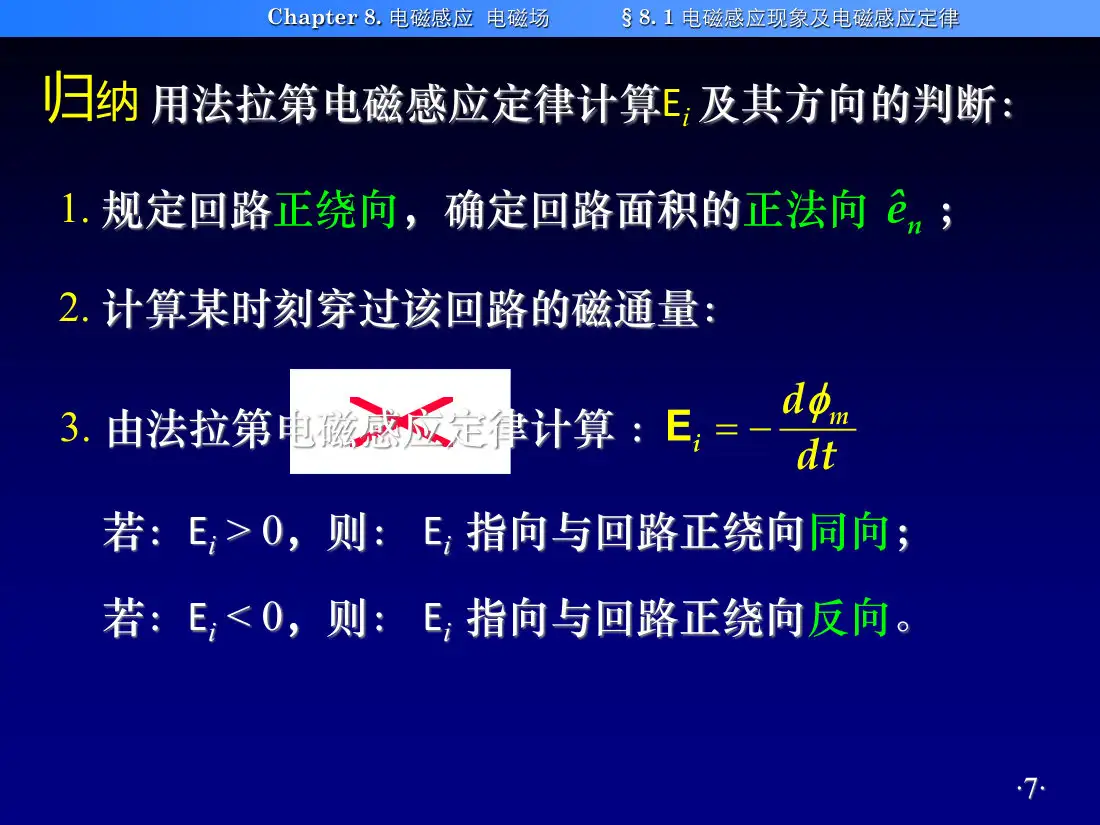 Chapter 8. 电磁感应 电磁场 § 8. 1 电磁感应现象及电磁感应定律
归纳 用法拉第电磁感应定律计算Ei 及其方向的判断：
1. 规定回路正绕向，确定回路面积的正法向 ên ；
2. 计算某时刻穿过该回路的磁通量：
3. 由法拉第电磁感应定律计算 ：Ei = − dϕm/dt
若：Ei > 0，则： Ei 指向与回路正绕向同向；
若：Ei < 0，则： Ei 指向与回路正绕向反向。
·7·